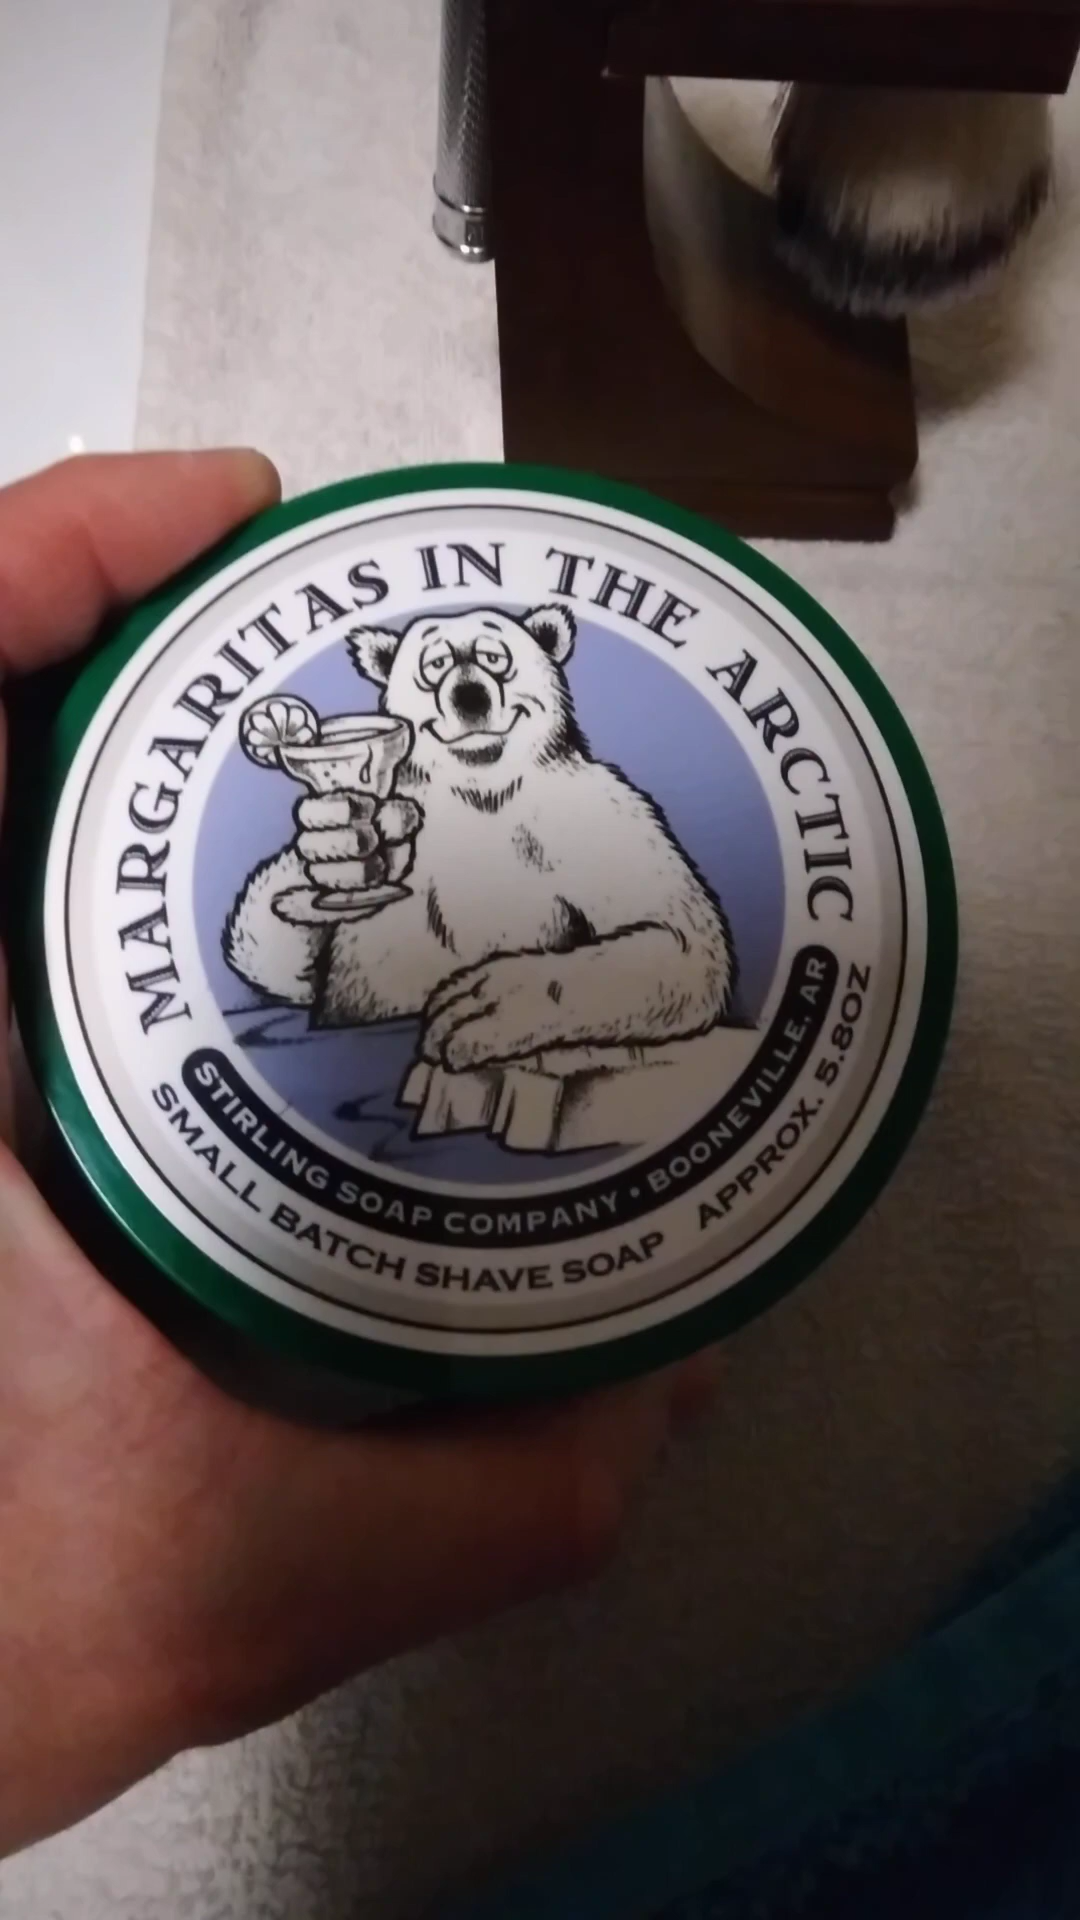 MARGARITAS IN THE ARCTIC
STIRLING SOAP COMPANY • BOONEVILLE, AR
SMALL BATCH SHAVE SOAP APPROX. 5.8OZ